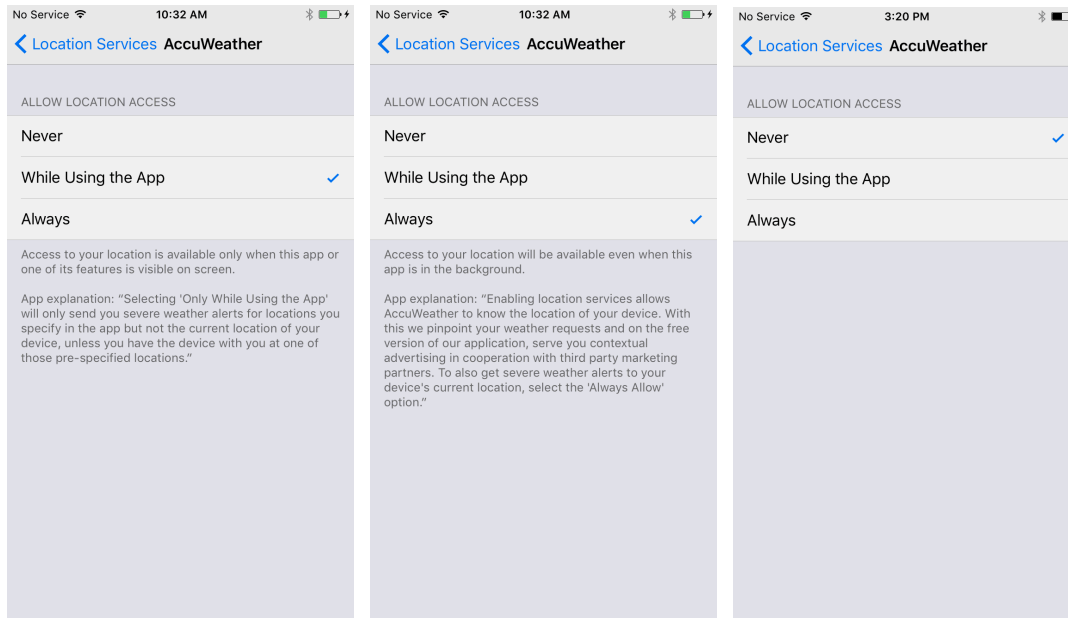 No Service 10:32 AM
Location Services AccuWeather
ALLOW LOCATION ACCESS
Never
While Using the App
Always
Access to your location is available only when this app or
one of its features is visible on screen.
App explanation: “Selecting 'Only While Using the App'
will only send you severe weather alerts for locations you
specify in the app but not the current location of your
device, unless you have the device with you at one of
those pre-specified locations.”
No Service 10:32 AM
Location Services AccuWeather
ALLOW LOCATION ACCESS
Never
While Using the App
Always
Access to your location will be available even when this
app is in the background.
App explanation: “Enabling location services allows
AccuWeather to know the location of your device. With
this we pinpoint your weather requests and on the free
version of our application, serve you contextual
advertising in cooperation with third party marketing
partners. To also get severe weather alerts to your
device's current location, select the 'Always Allow'
option.”
No Service 3:20 PM
Location Services AccuWeather
ALLOW LOCATION ACCESS
Never
While Using the App
Always